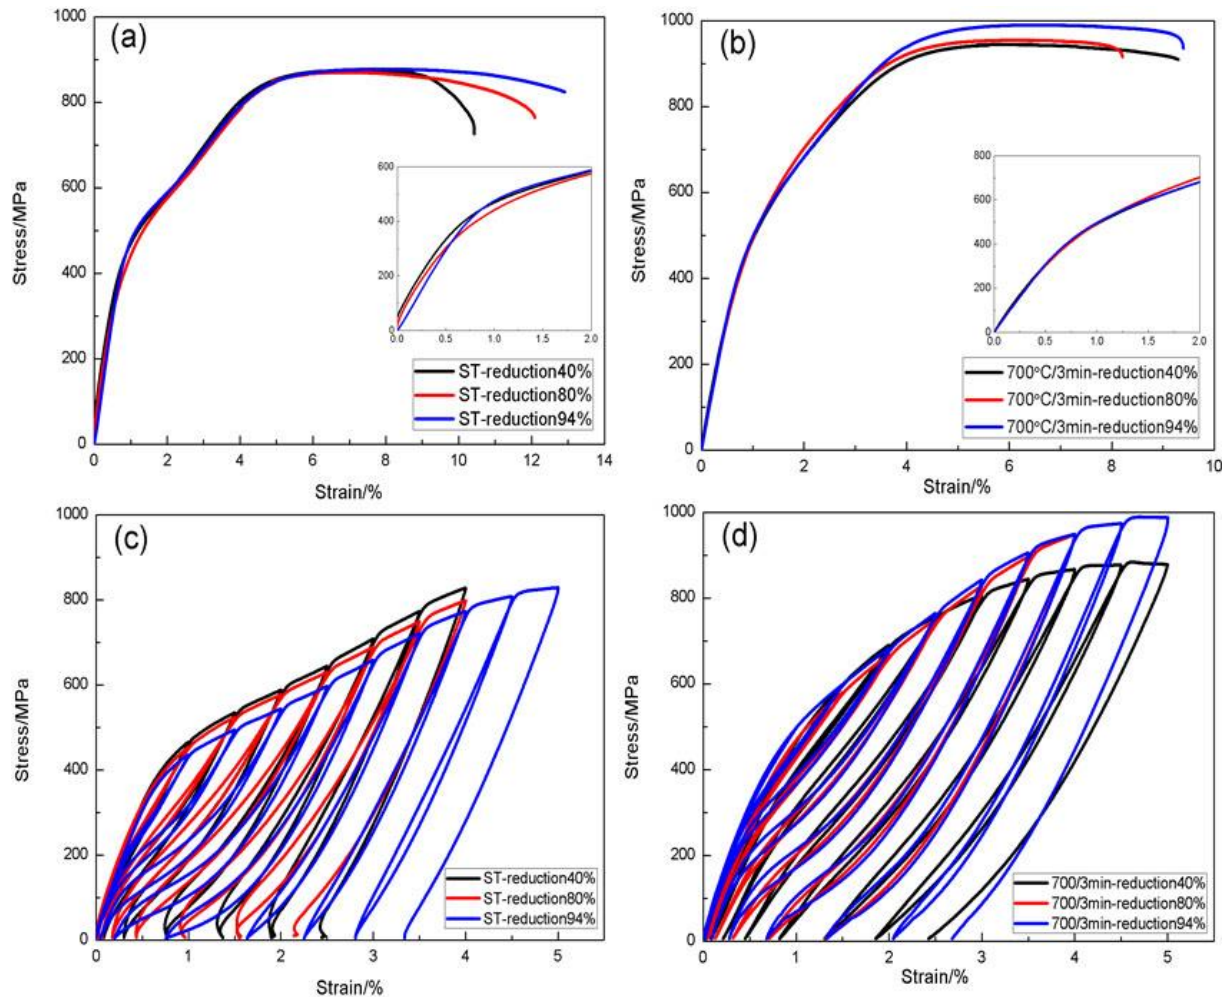 (a)
1000
800
600
400
200
0
Stress/MPa
0 2 4 6 8 10 12 14
Strain/%
600
400
200
0
0.0 0.5 1.0 1.5 2.0
ST-reduction40%
ST-reduction80%
ST-reduction94%
(b)
1000
800
600
400
200
0
Stress/MPa
0 2 4 6 8 10
Strain/%
800
600
400
200
0
0.0 0.5 1.0 1.5 2.0
700°C/3min-reduction40%
700°C/3min-reduction80%
700°C/3min-reduction94%
(c)
1000
800
600
400
200
0
Stress/MPa
0 1 2 3 4 5
Strain/%
ST-reduction40%
ST-reduction80%
ST-reduction94%
(d)
1000
800
600
400
200
0
Stress/MPa
0 1 2 3 4 5
Strain/%
700/3min-reduction40%
700/3min-reduction80%
700/3min-reduction94%